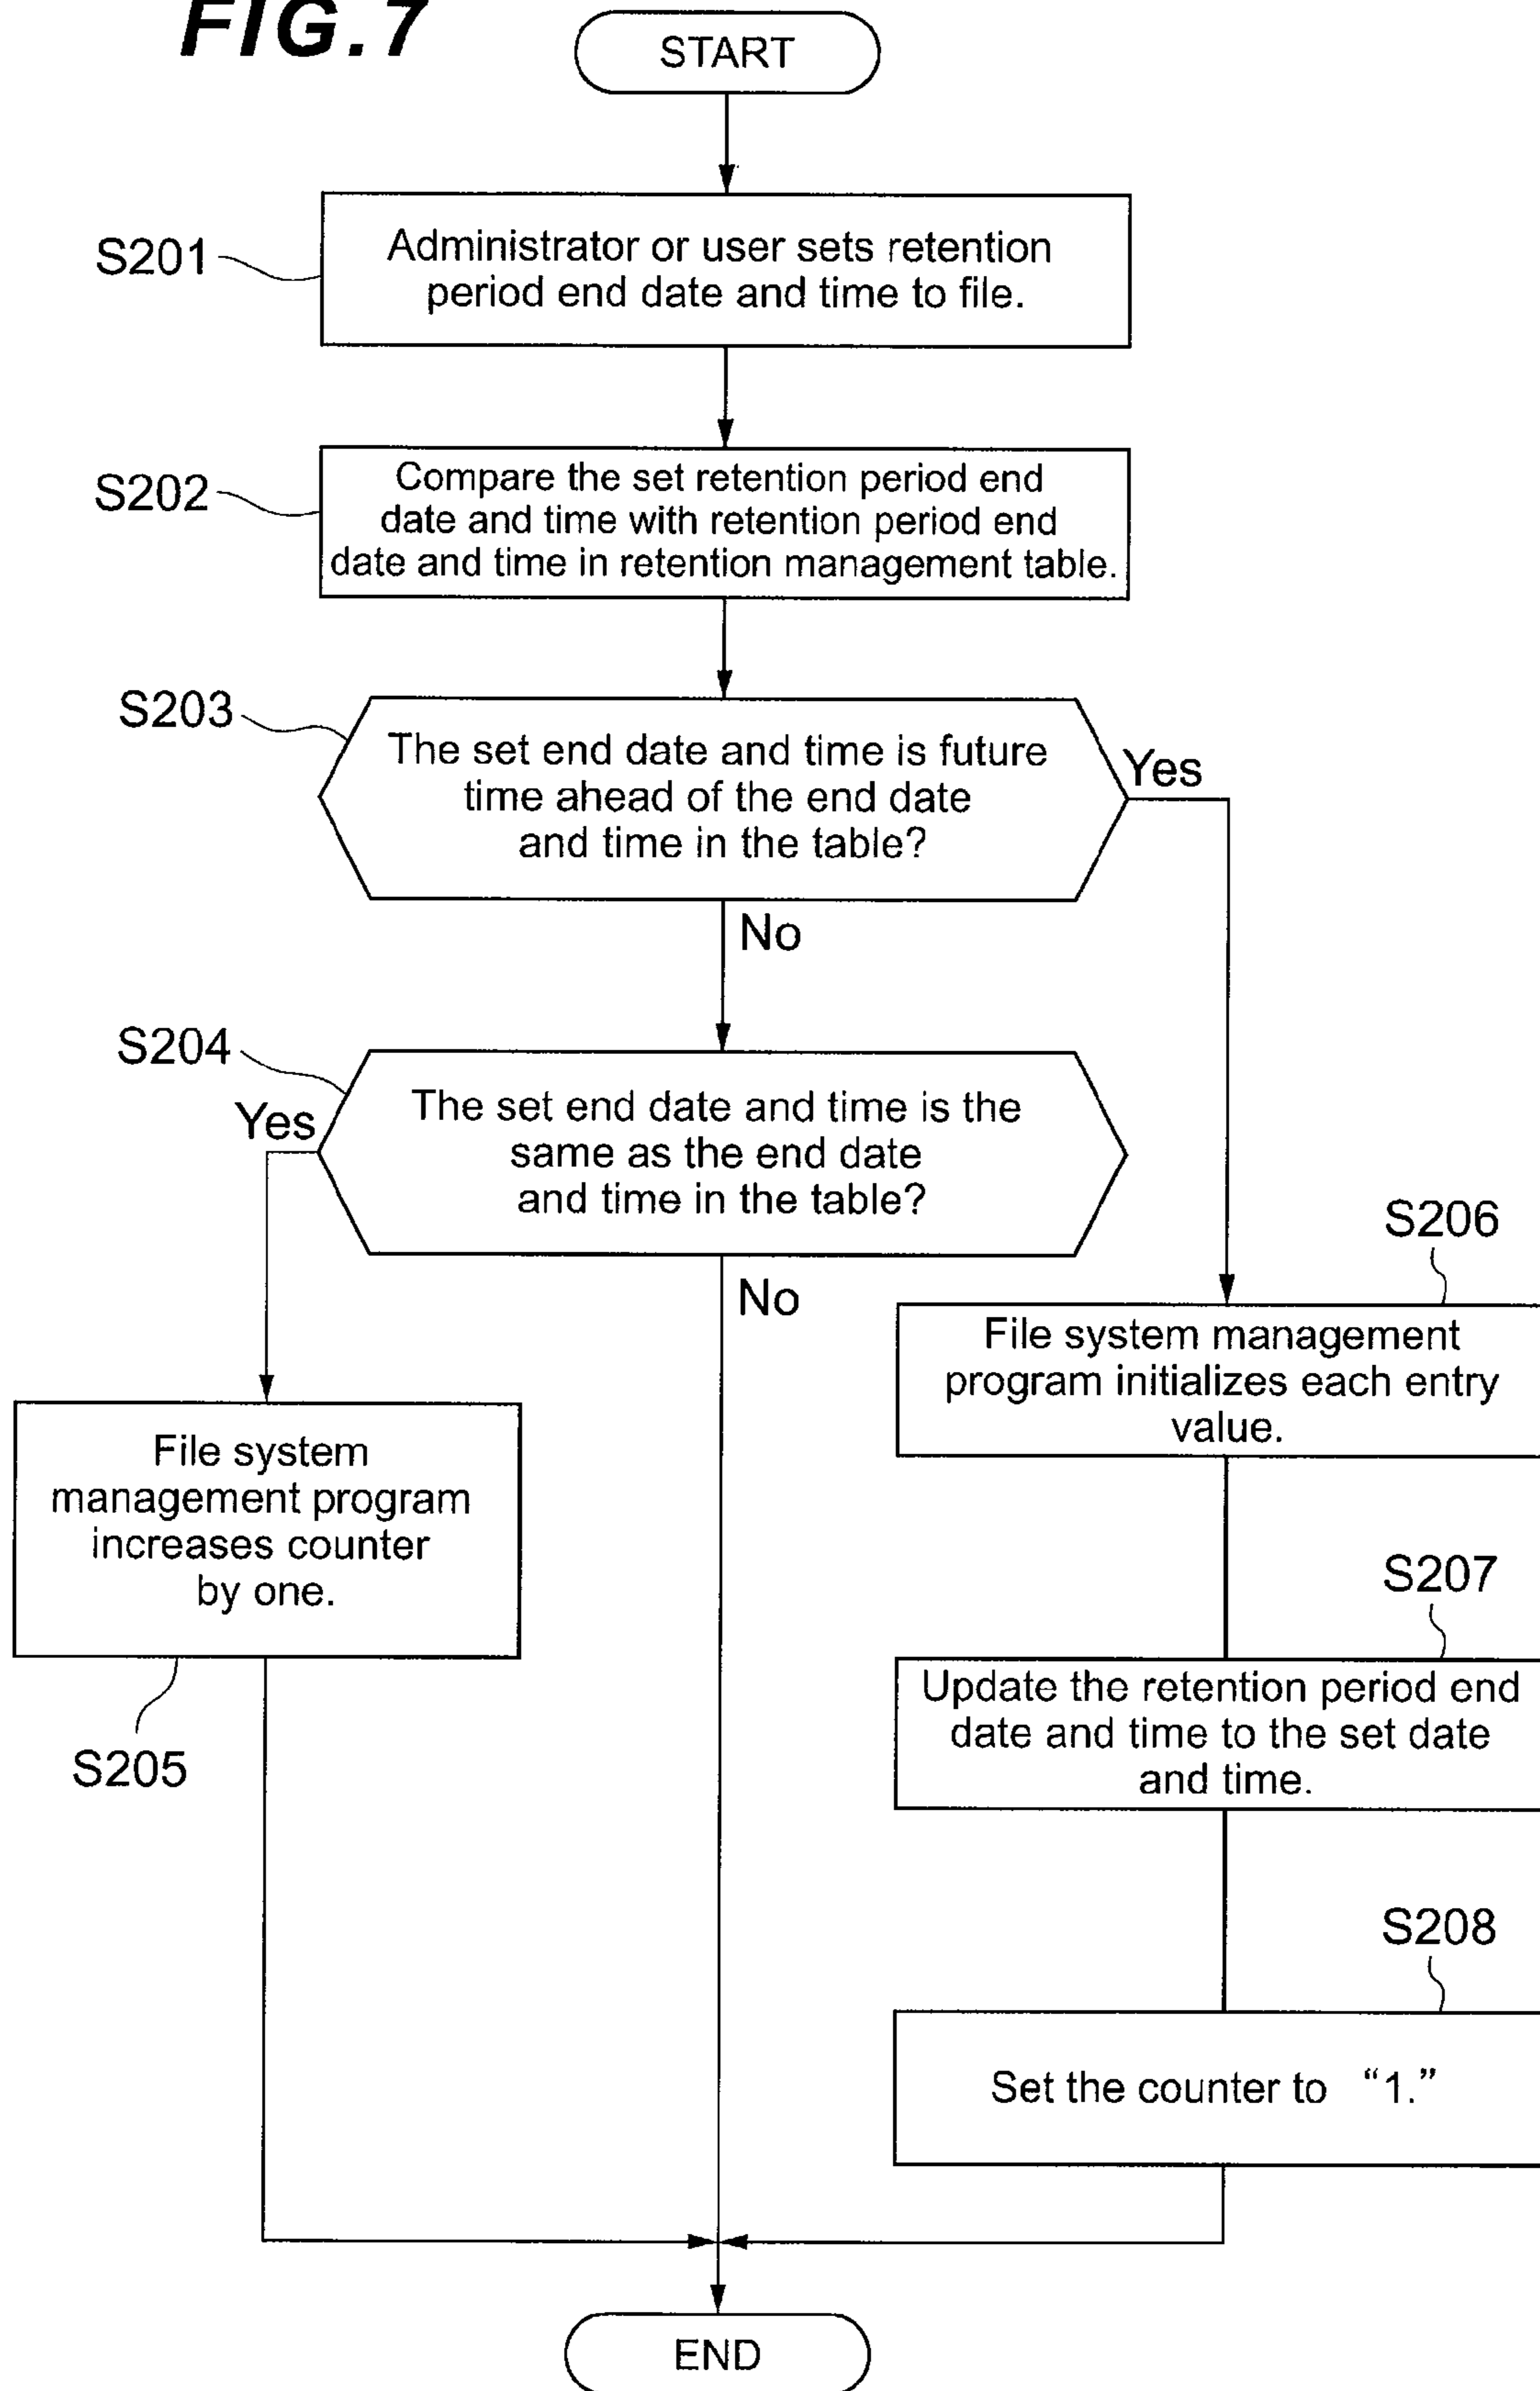 FIG.7
START
S201
Administrator or user sets retention
period end date and time to file.
S202
Compare the set retention period end
date and time with retention period end
date and time in retention management table.
S203
The set end date and time is future
time ahead of the end date
and time in the table?
Yes
No
S204
Yes
The set end date and time is the
same as the end date
and time in the table?
No
S206
File system management
program initializes each entry
value.
File system
management program
increases counter
by one.
S205
S207
Update the retention period end
date and time to the set date
and time.
S208
Set the counter to “1.”
END